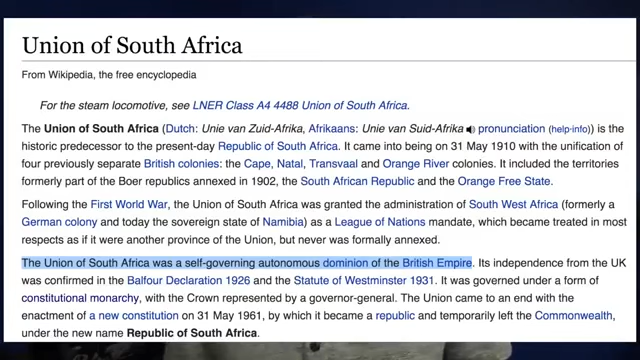 Union of South Africa
From Wikipedia, the free encyclopedia
For the steam locomotive, see LNER Class A4 4488 Union of South Africa.
The Union of South Africa (Dutch: Unie van Zuid-Afrika, Afrikaans: Unie van Suid-Afrika pronunciation (help·info)) is the
historic predecessor to the present-day Republic of South Africa. It came into being on 31 May 1910 with the unification of
four previously separate British colonies: the Cape, Natal, Transvaal and Orange River colonies. It included the territories
formerly part of the Boer republics annexed in 1902, the South African Republic and the Orange Free State.
Following the First World War, the Union of South Africa was granted the administration of South West Africa (formerly a
German colony and today the sovereign state of Namibia) as a League of Nations mandate, which became treated in most
respects as if it were another province of the Union, but never was formally annexed.
The Union of South Africa was a self-governing autonomous dominion of the British Empire. Its independence from the UK
was confirmed in the Balfour Declaration 1926 and the Statute of Westminster 1931. It was governed under a form of
constitutional monarchy, with the Crown represented by a governor-general. The Union came to an end with the
enactment of a new constitution on 31 May 1961, by which it became a republic and temporarily left the Commonwealth,
under the new name Republic of South Africa.